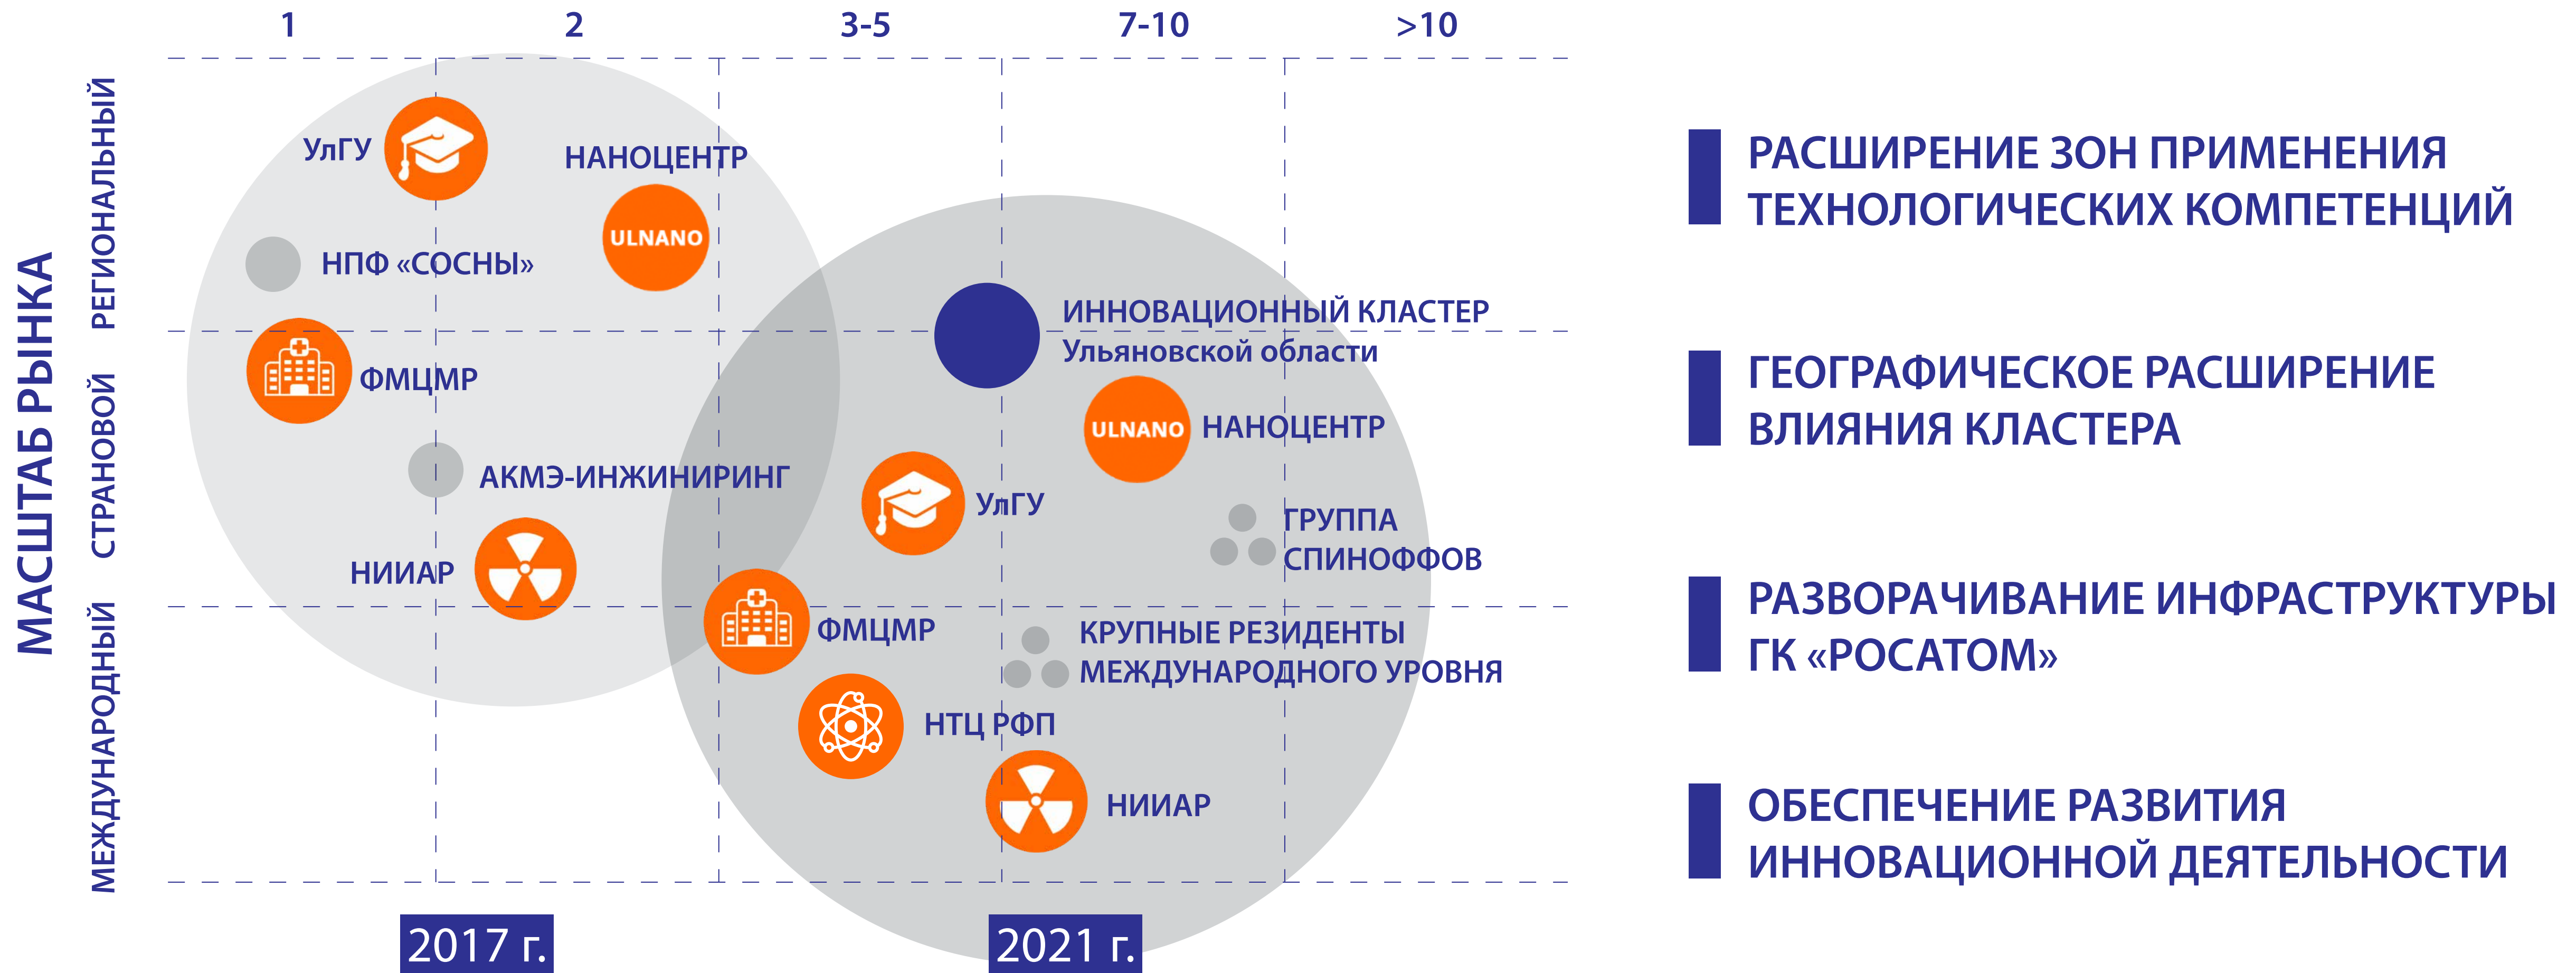 1
2
3-5
7-10
>10
МАСШТАБ РЫНКА
РЕГИОНАЛЬНЫЙ
СТРАНОВОЙ
МЕЖДУНАРОДНЫЙ
УлГУ
НАНОЦЕНТР
ULNANO
НПФ «СОСНЫ»
ФМЦМР
АКМЭ-ИНЖИНИРИНГ
НИИАР
ИННОВАЦИОННЫЙ КЛАСТЕР
Ульяновской области
ULNANO
НАНОЦЕНТР
УлГУ
ГРУППА
СПИНОФФОВ
ФМЦМР
КРУПНЫЕ РЕЗИДЕНТЫ
МЕЖДУНАРОДНОГО УРОВНЯ
НТЦ РФП
НИИАР
2017 г.
2021 г.
РАСШИРЕНИЕ ЗОН ПРИМЕНЕНИЯ
ТЕХНОЛОГИЧЕСКИХ КОМПЕТЕНЦИЙ
ГЕОГРАФИЧЕСКОЕ РАСШИРЕНИЕ
ВЛИЯНИЯ КЛАСТЕРА
РАЗВОРАЧИВАНИЕ ИНФРАСТРУКТУРЫ
ГК «РОСАТОМ»
ОБЕСПЕЧЕНИЕ РАЗВИТИЯ
ИННОВАЦИОННОЙ ДЕЯТЕЛЬНОСТИ